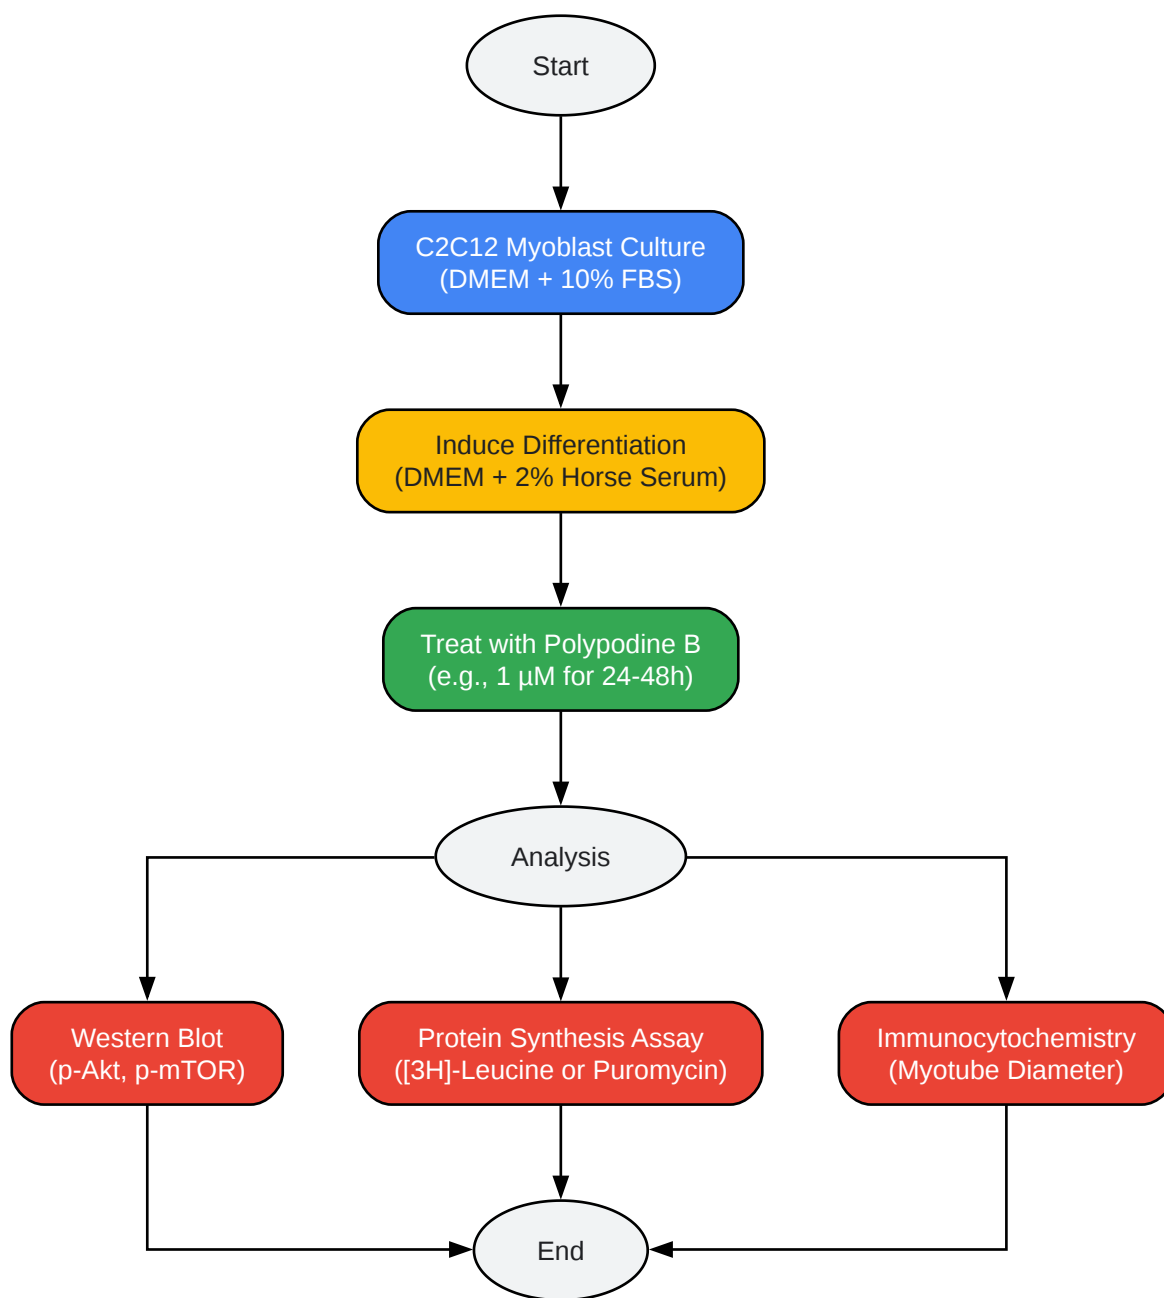 Start
C2C12 Myoblast Culture
(DMEM + 10% FBS)
Induce Differentiation
(DMEM + 2% Horse Serum)
Treat with Polypodine B
(e.g., 1 µM for 24-48h)
Analysis
Western Blot
(p-Akt, p-mTOR)
Protein Synthesis Assay
([3H]-Leucine or Puromycin)
Immunocytochemistry
(Myotube Diameter)
End